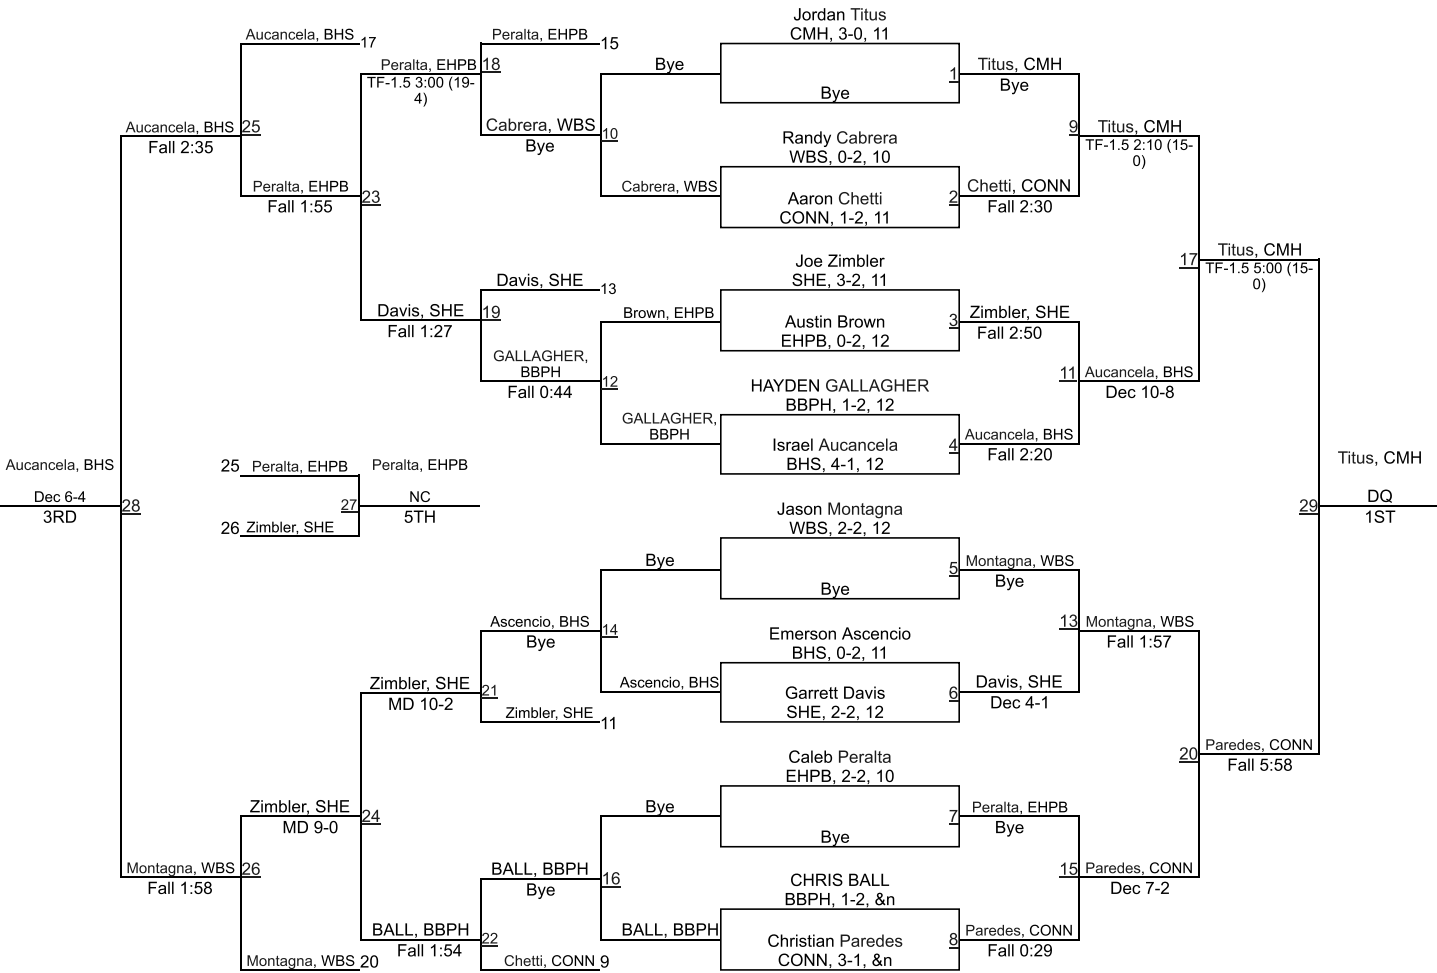 Jordan Titus
CMH, 3-0, 11
Aucancela, BHS
17
Peralta, EHPB
15
Peralta, EHPB
18
TF-1.5 3:00 (19-
4)
Bye
1
Titus, CMH
Bye
Bye
Aucancela, BHS
25
Fall 2:35
Cabrera, WBS
10
Bye
Randy Cabrera
WBS, 0-2, 10
9
Titus, CMH
TF-1.5 2:10 (15-
0)
Peralta, EHPB
23
Fall 1:55
Cabrera, WBS
Aaron Chetti
CONN, 1-2, 11
2
Chetti, CONN
Fall 2:30
Joe Zimbler
SHE, 3-2, 11
17
Titus, CMH
TF-1.5 5:00 (15-
0)
Davis, SHE
13
Davis, SHE
19
Fall 1:27
Brown, EHPB
Austin Brown
EHPB, 0-2, 12
3
Zimbler, SHE
Fall 2:50
GALLAGHER,
BBPH
12
Fall 0:44
HAYDEN GALLAGHER
BBPH, 1-2, 12
11
Aucancela, BHS
Dec 10-8
GALLAGHER,
BBPH
Israel Aucancela
BHS, 4-1, 12
4
Aucancela, BHS
Fall 2:20
Aucancela, BHS
25
Peralta, EHPB
Peralta, EHPB
Titus, CMH
Dec 6-4
28
3RD
27
NC
5TH
29
DQ
1ST
26
Zimbler, SHE
Jason Montagna
WBS, 2-2, 12
Bye
5
Montagna, WBS
Bye
Bye
Ascencio, BHS
14
Bye
Emerson Ascencio
BHS, 0-2, 11
13
Montagna, WBS
Fall 1:57
Zimbler, SHE
21
MD 10-2
Ascencio, BHS
Garrett Davis
SHE, 2-2, 12
6
Davis, SHE
Dec 4-1
Zimbler, SHE
11
Caleb Peralta
EHPB, 2-2, 10
20
Paredes, CONN
Fall 5:58
Zimbler, SHE
24
MD 9-0
Bye
7
Peralta, EHPB
Bye
Bye
Montagna, WBS
26
Fall 1:58
BALL, BBPH
16
Bye
CHRIS BALL
BBPH, 1-2, &n
15
Paredes, CONN
Dec 7-2
BALL, BBPH
22
Fall 1:54
BALL, BBPH
Christian Paredes
CONN, 3-1, &n
8
Paredes, CONN
Fall 0:29
Montagna, WBS
20
Chetti, CONN
9